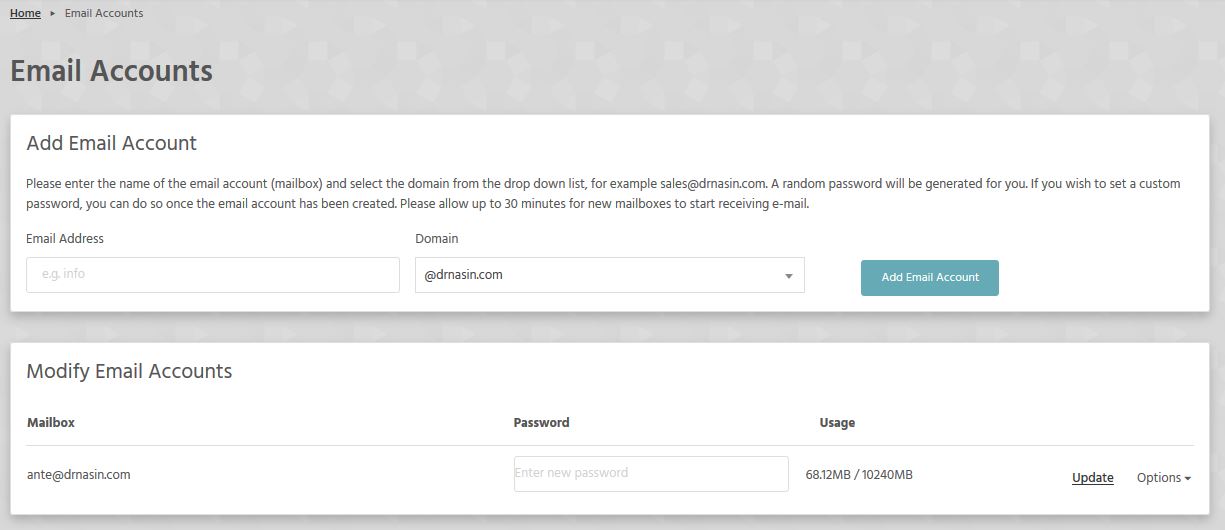 Home ▸ Email Accounts
Email Accounts
Add Email Account
Please enter the name of the email account (mailbox) and select the domain from the drop down list, for example sales@drnasin.com. A random password will be generated for you. If you wish to set a custom
password, you can do so once the email account has been created. Please allow up to 30 minutes for new mailboxes to start receiving e-mail.
Email Address Domain
e.g. info @drnasin.com Add Email Account
Modify Email Accounts
Mailbox Password Usage
ante@drnasin.com Enter new password 68.12MB / 10240MB Update Options